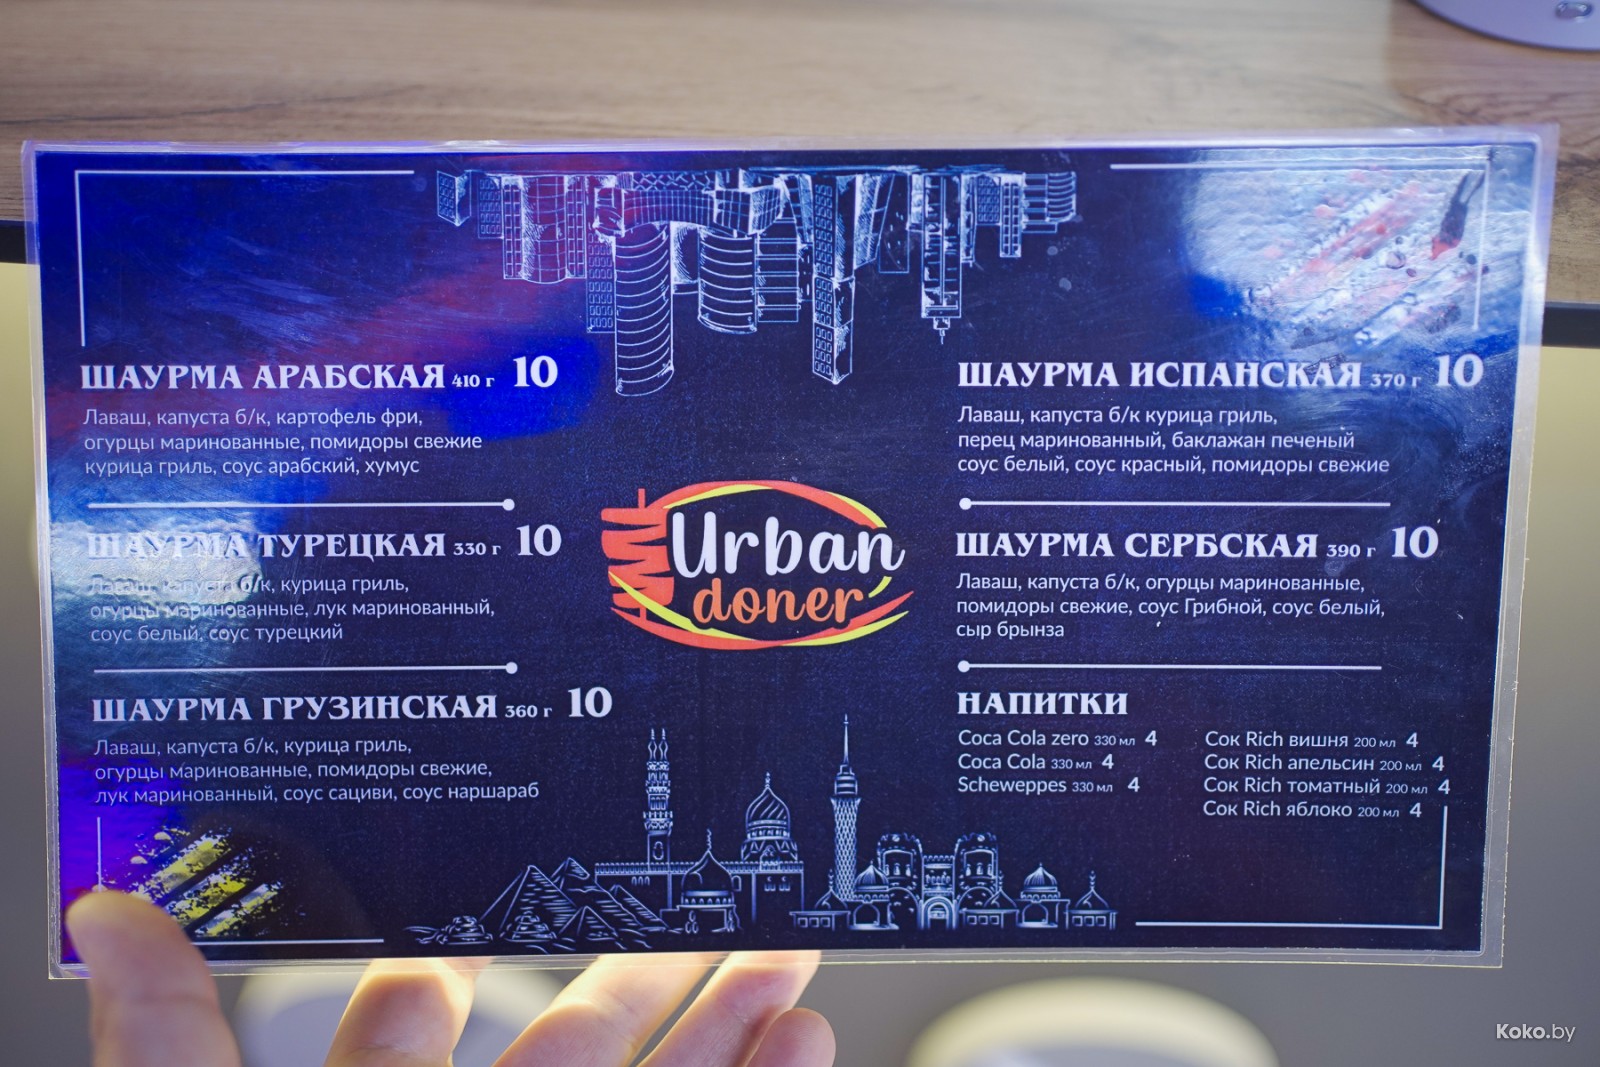 ШАУРМА АРАБСКАЯ 410 г 10
Лаваш, капуста б/к, картофель фри,
огурцы маринованные, помидоры свежие
курица гриль, соус арабский, хумус
ШАУРМА ТУРЕЦКАЯ 330 г 10
Лаваш, капуста б/к, курица гриль,
огурцы маринованные, лук маринованный,
соус белый, соус турецкий
ШАУРМА ГРУЗИНСКАЯ 360 г 10
Лаваш, капуста б/к, курица гриль,
огурцы маринованные, помидоры свежие,
лук маринованный, соус сациви, соус наршараб
Urban
doner
ШАУРМА ИСПАНСКАЯ 370 г 10
Лаваш, капуста б/к курица гриль,
перец маринованный, баклажан печеный
соус белый, соус красный, помидоры свежие
ШАУРМА СЕРБСКАЯ 390 г 10
Лаваш, капуста б/к, огурцы маринованные,
помидоры свежие, соус Грибной, соус белый,
сыр брынза
НАПИТКИ
Coca Cola zero 330 мл 4
Coca Cola 330 мл 4
Scheweppes 330 мл 4
Сок Rich вишня 200 мл 4
Сок Rich апельсин 200 мл 4
Сок Rich томатный 200 мл 4
Сок Rich яблоко 200 мл 4
Koko.by